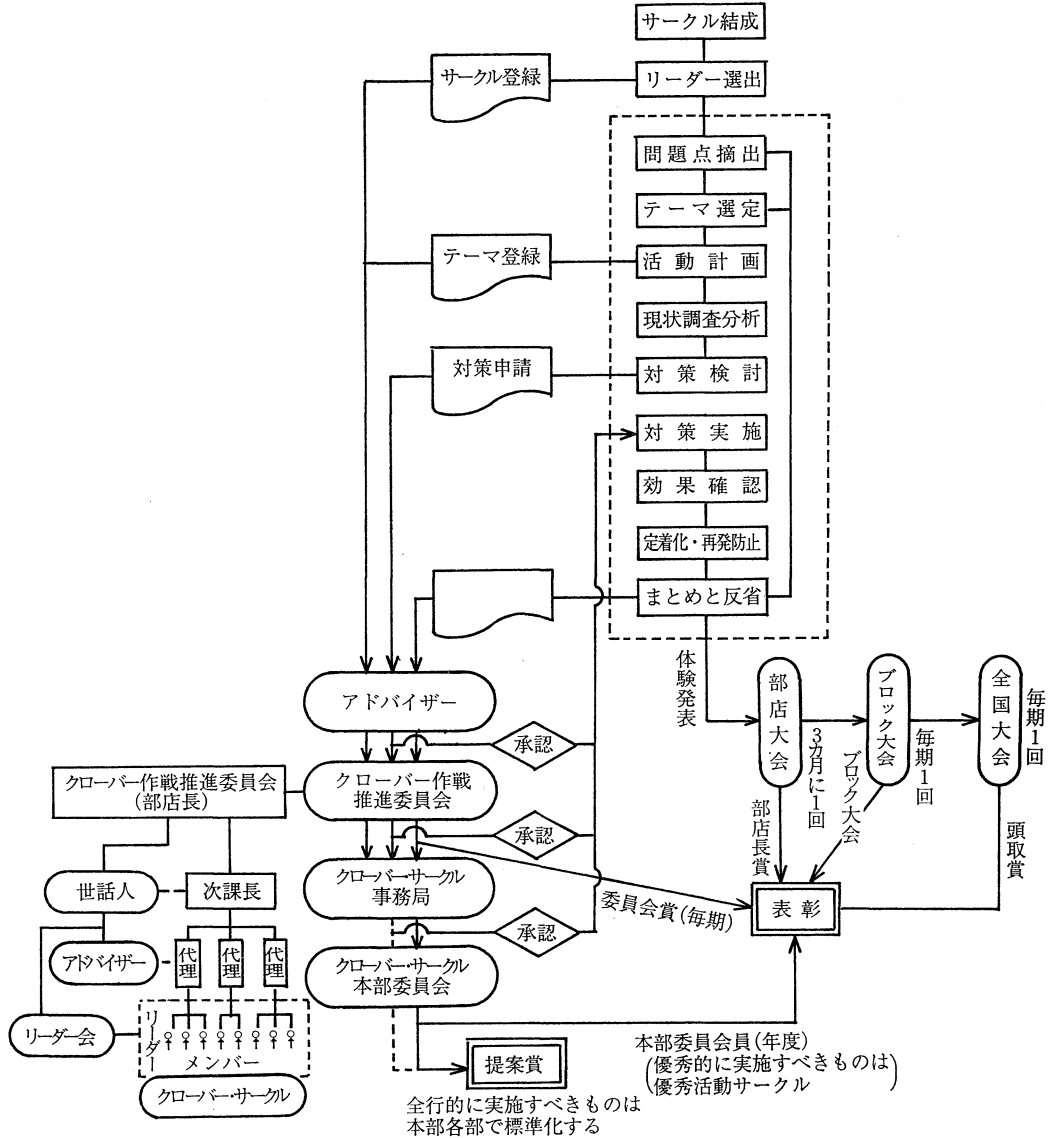 サークル結成
サークル登録
リーダー選出
問題点摘出
テーマ選定
テーマ登録
活動計画
現状調査分析
対策申請
対策検討
対策実施
効果確認
定着化・再発防止
まとめと反省
体験発表
部店大会
3カ月に1回
ブロック大会
毎期1回
全国大会
毎期1回
部店長賞
ブロック大会
頭取賞
表彰
アドバイザー
承認
クローバー作戦
推進委員会
承認
クローバー・サークル
事務局
委員会賞(毎期)
承認
クローバー・サークル
本部委員会
本部委員会員(年度)
(優秀的に実施すべきものは
優秀活動サークル)
提案賞
全行的に実施すべきものは
本部各部で標準化する
クローバー作戦推進委員会
(部店長)
世話人
次課長
アドバイザー
代理
代理
代理
リーダー会
リーダー
メンバー
クローバー・サークル